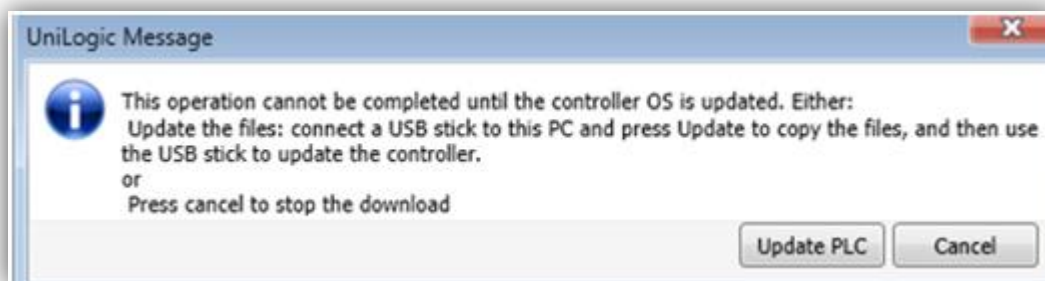 UniLogic Message
This operation cannot be completed until the controller OS is updated. Either:
Update the files: connect a USB stick to this PC and press Update to copy the files, and then use
the USB stick to update the controller.
or
Press cancel to stop the download
Update PLC Cancel